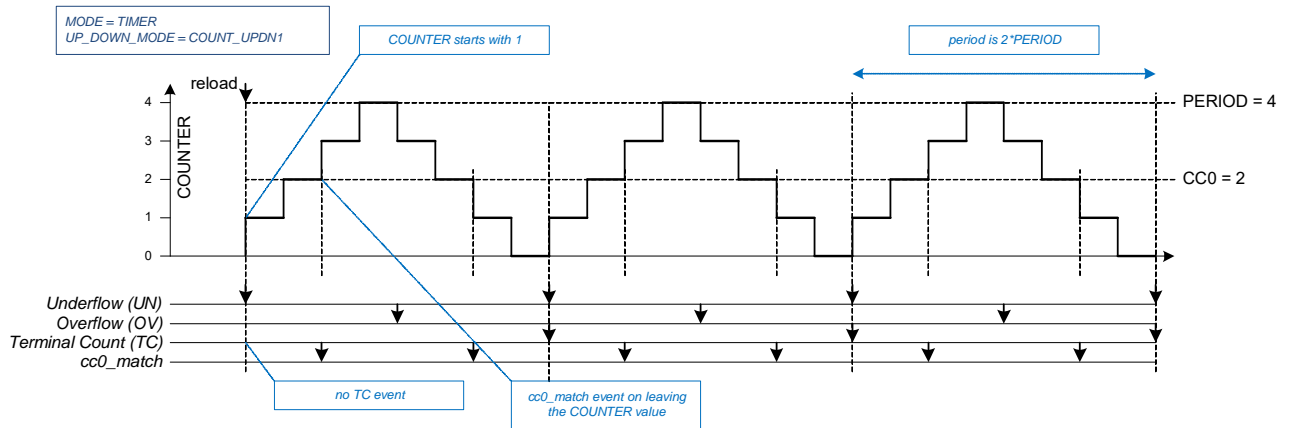 MODE = TIMER
UP_DOWN_MODE = COUNT_UPDN1
COUNTER starts with 1
period is 2*PERIOD
reload
4
PERIOD = 4
3
COUNTER
2
CC0 = 2
1
0
Underflow (UN)
Overflow (OV)
Terminal Count (TC)
cc0_match
no TC event
cc0_match event on leaving
the COUNTER value